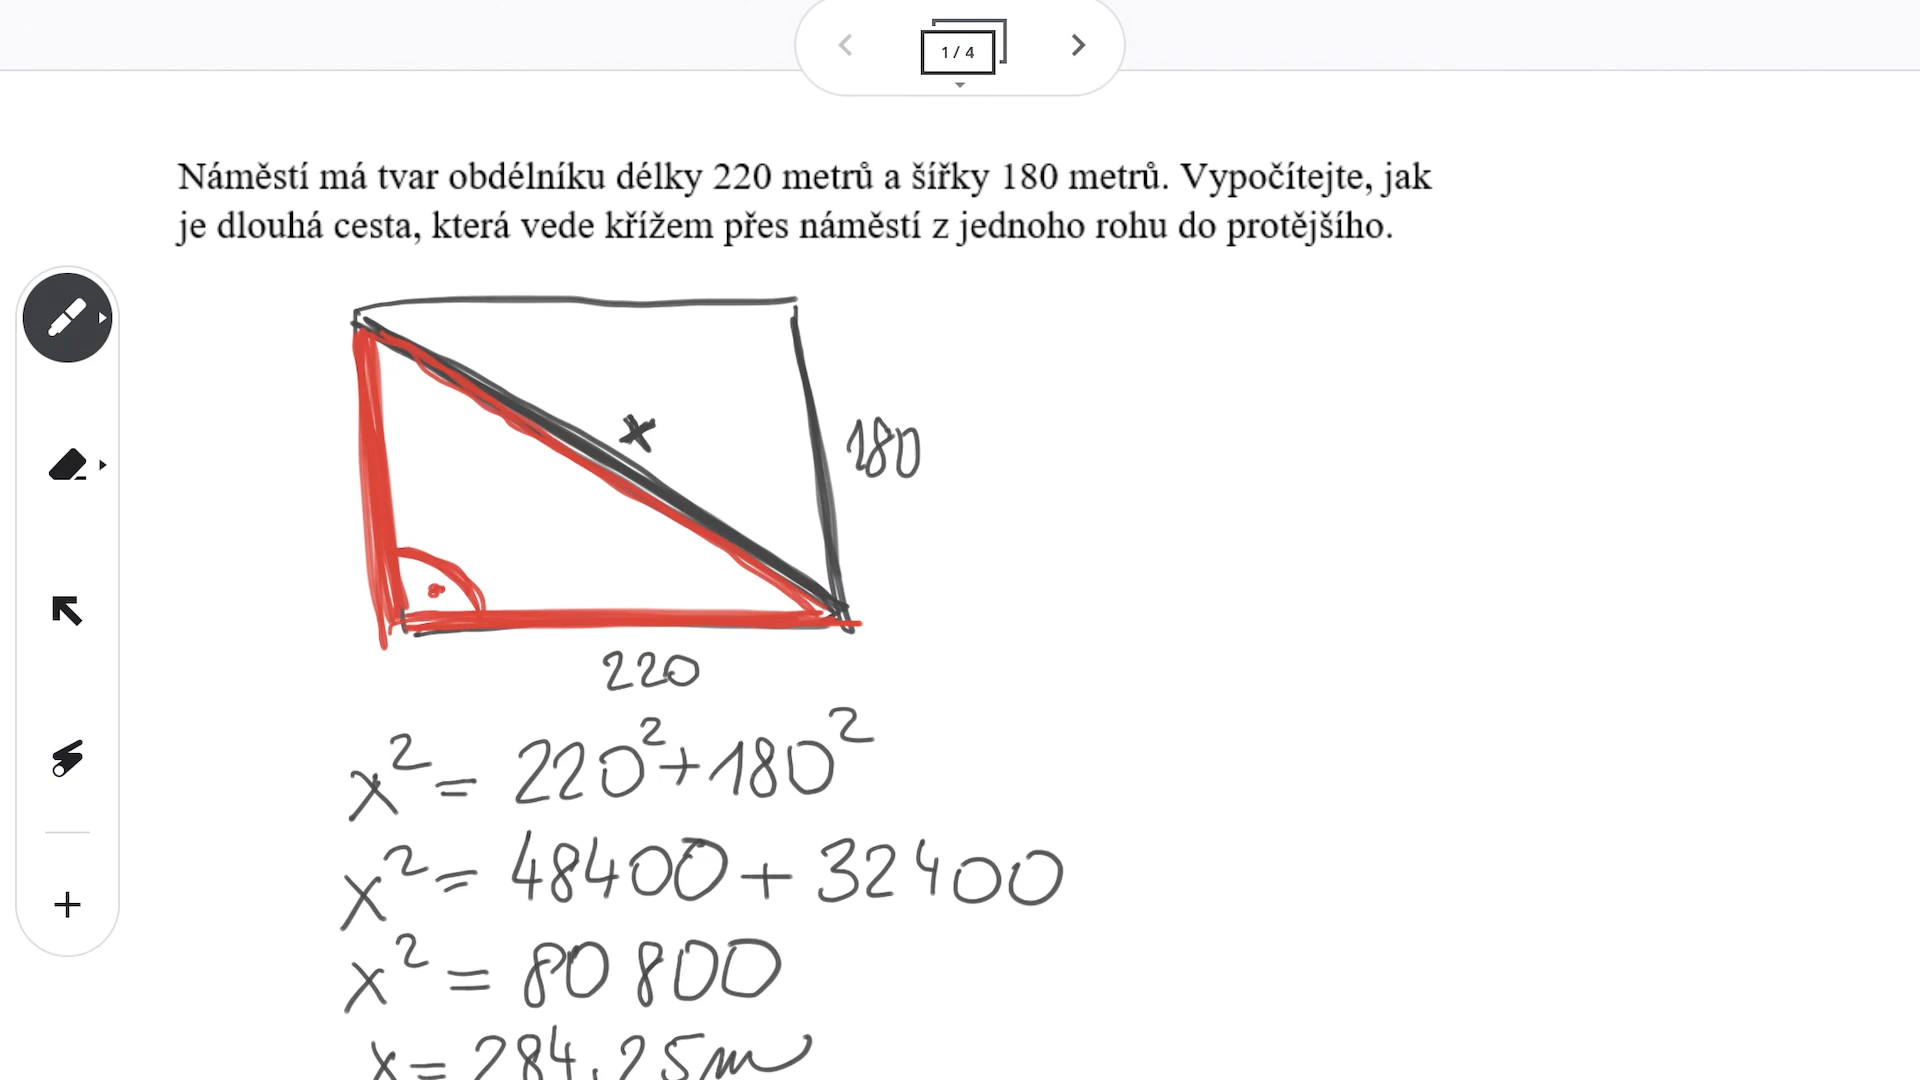 1 / 4
Náměstí má tvar obdélníku délky 220 metrů a šířky 180 metrů. Vypočítejte, jak
je dlouhá cesta, která vede křížem přes náměstí z jednoho rohu do protějšího.
x
180
220
x² = 220² + 180²
x² = 48400 + 32400
x² = 80 800
x = 284,25m